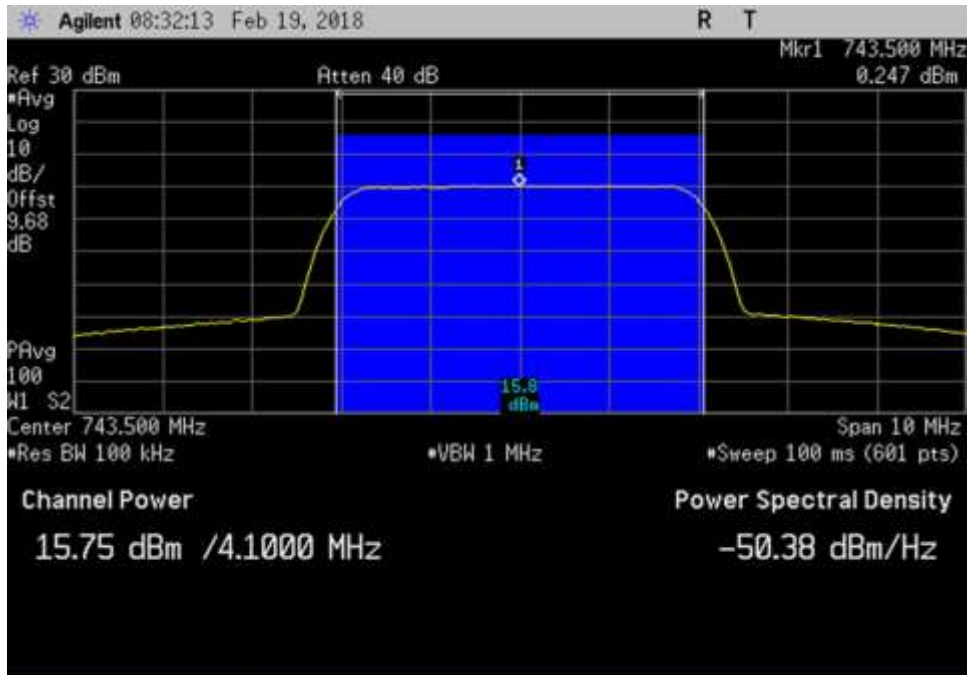 Agilent 08:32:13 Feb 19, 2018 R T
Mkr1 743.500 MHz
Ref 30 dBm Atten 40 dB 0.247 dBm
#Avg
Log
10
dB/
Offst
9.68
dB
1
PAvg
100
W1 S2
15.8
dBm
Center 743.500 MHz Span 10 MHz
#Res BW 100 kHz #VBW 1 MHz #Sweep 100 ms (601 pts)
Channel Power Power Spectral Density
15.75 dBm /4.1000 MHz -50.38 dBm/Hz